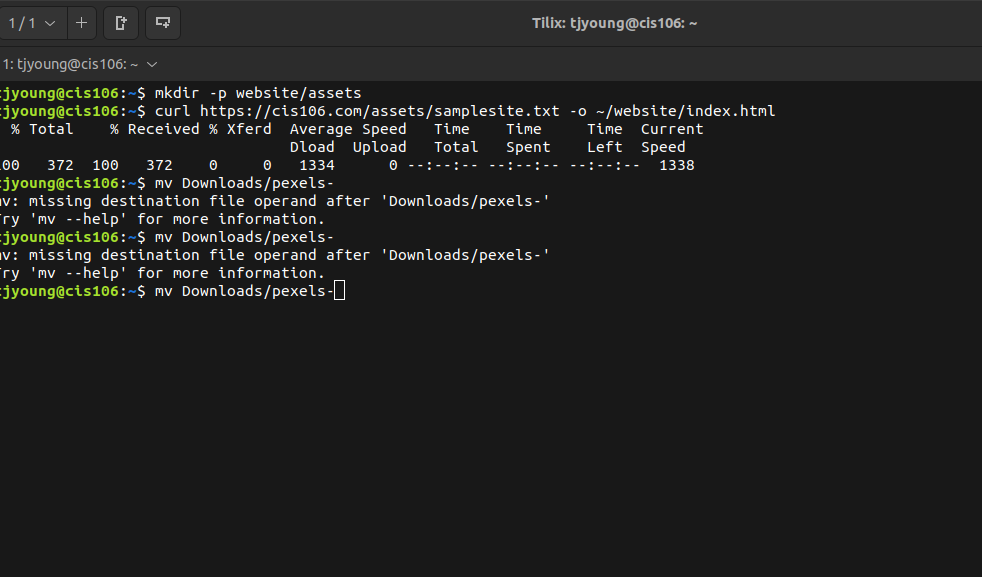 1 / 1
Tilix: tjyoung@cis106: ~
1: tjyoung@cis106: ~
tjyoung@cis106:~$ mkdir -p website/assets
tjyoung@cis106:~$ curl https://cis106.com/assets/samplesite.txt -o ~/website/index.html
% Total % Received % Xferd Average Speed Time Time Time Current
Dload Upload Total Spent Left Speed
100 372 100 372 0 0 1334 0 --:--:-- --:--:-- --:--:-- 1338
tjyoung@cis106:~$ mv Downloads/pexels-
mv: missing destination file operand after 'Downloads/pexels-'
Try 'mv --help' for more information.
tjyoung@cis106:~$ mv Downloads/pexels-
mv: missing destination file operand after 'Downloads/pexels-'
Try 'mv --help' for more information.
tjyoung@cis106:~$ mv Downloads/pexels-